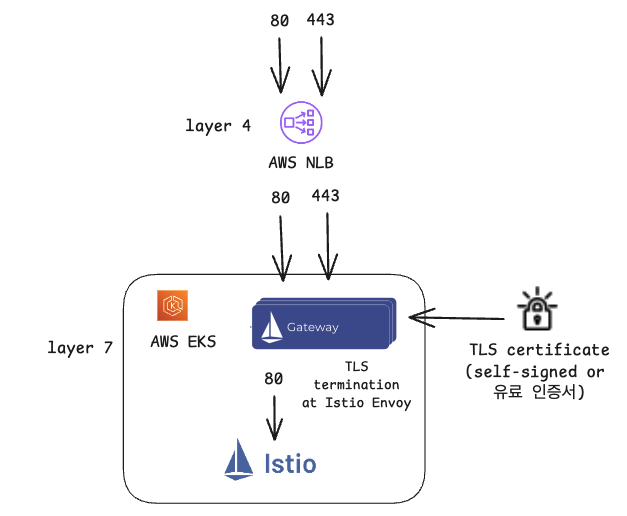 80 443
layer 4
AWS NLB
80 443
layer 7
AWS EKS
Gateway
TLS
termination
at Istio Envoy
80
Istio
TLS certificate
(self-signed or
유료 인증서)